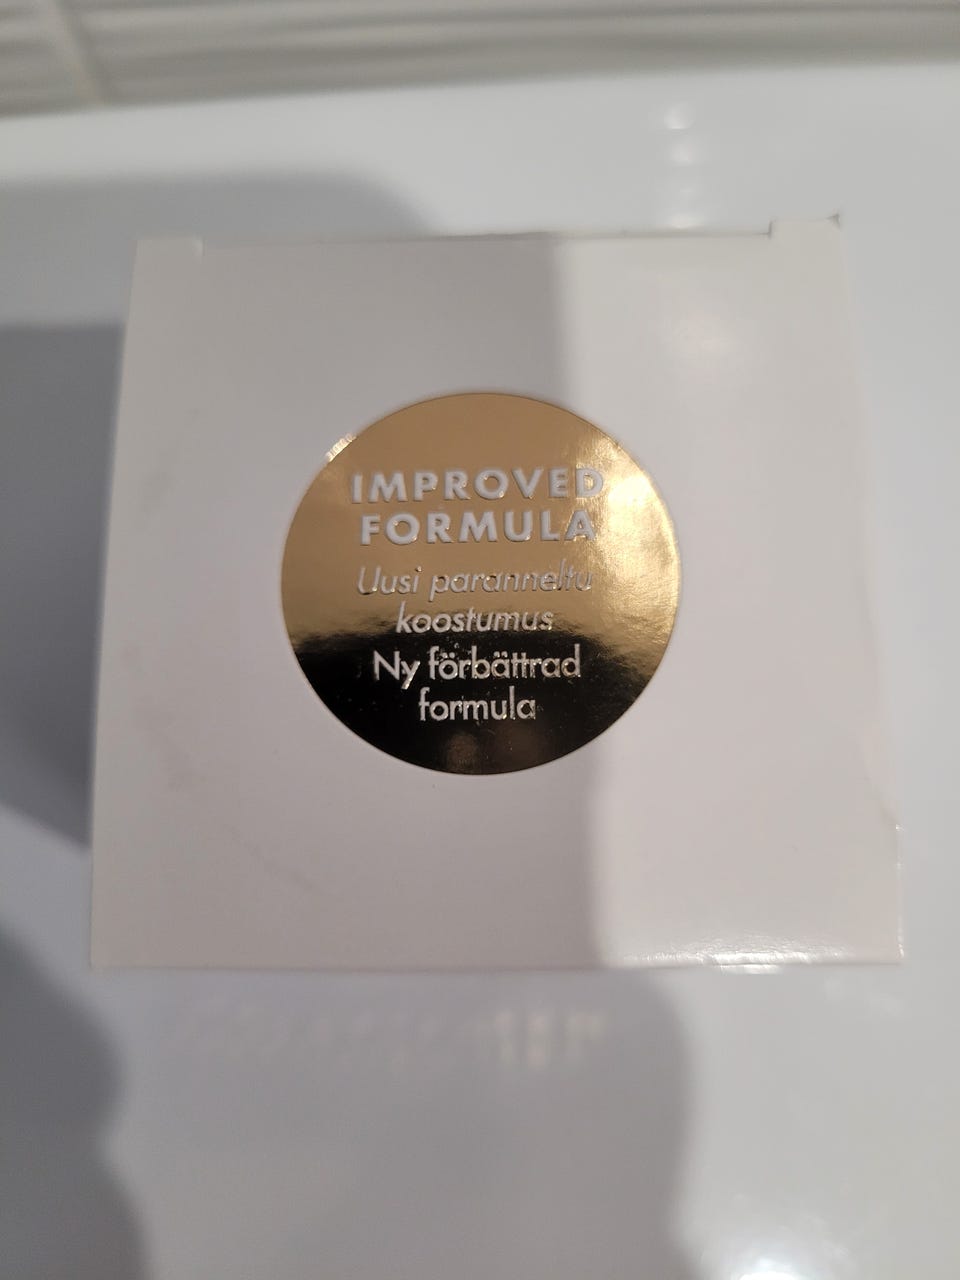 IMPROVED
FORMULA
Uusi paranneltu
koostumus
Ny förbättrad
formula